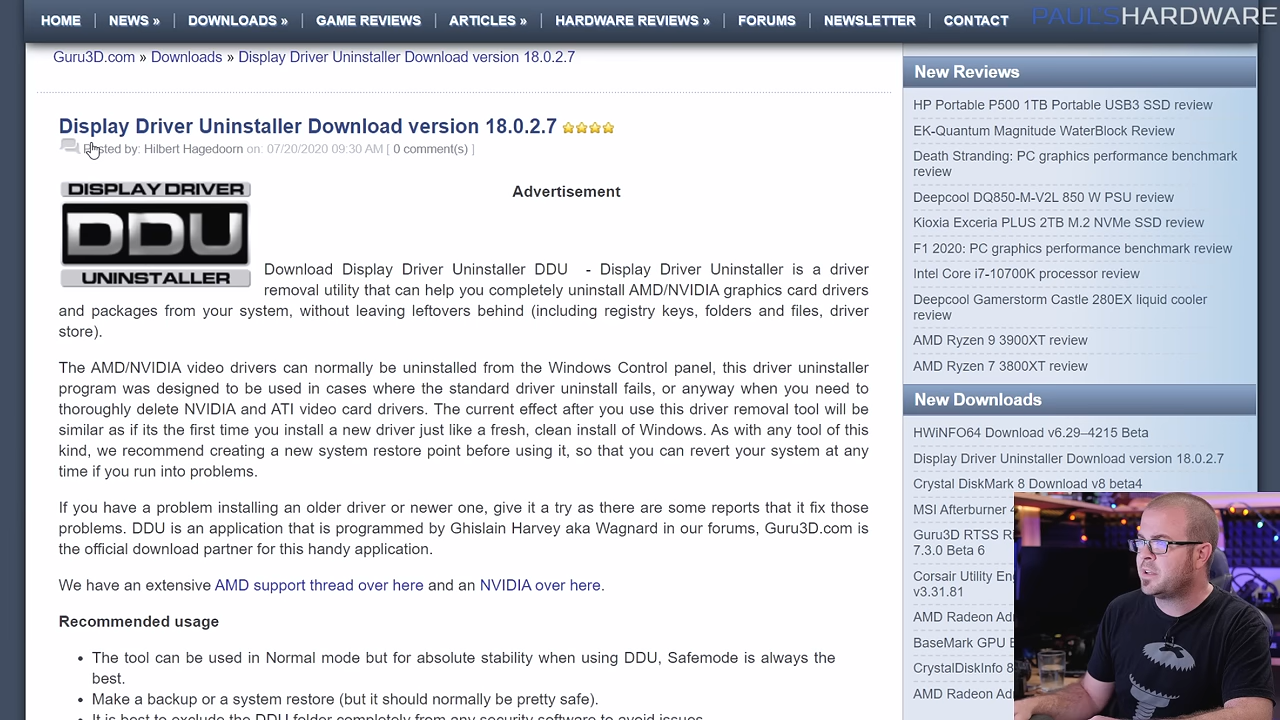 HOME
NEWS »
DOWNLOADS »
GAME REVIEWS
ARTICLES »
HARDWARE REVIEWS »
FORUMS
NEWSLETTER
CONTACT
PAUL'SHARDWARE
Guru3D.com » Downloads » Display Driver Uninstaller Download version 18.0.2.7
Display Driver Uninstaller Download version 18.0.2.7
Posted by: Hilbert Hagedoorn on: 07/20/2020 09:30 AM [ 0 comment(s) ]
DISPLAY DRIVER
DDU
UNINSTALLER
Advertisement
Download Display Driver Uninstaller DDU - Display Driver Uninstaller is a driver
removal utility that can help you completely uninstall AMD/NVIDIA graphics card drivers
and packages from your system, without leaving leftovers behind (including registry keys, folders and files, driver
store).
The AMD/NVIDIA video drivers can normally be uninstalled from the Windows Control panel, this driver uninstaller
program was designed to be used in cases where the standard driver uninstall fails, or anyway when you need to
thoroughly delete NVIDIA and ATI video card drivers. The current effect after you use this driver removal tool will be
similar as if its the first time you install a new driver just like a fresh, clean install of Windows. As with any tool of this
kind, we recommend creating a new system restore point before using it, so that you can revert your system at any
time if you run into problems.
If you have a problem installing an older driver or newer one, give it a try as there are some reports that it fix those
problems. DDU is an application that is programmed by Ghislain Harvey aka Wagnard in our forums, Guru3D.com is
the official download partner for this handy application.
We have an extensive AMD support thread over here and an NVIDIA over here.
Recommended usage
• The tool can be used in Normal mode but for absolute stability when using DDU, Safemode is always the
best.
• Make a backup or a system restore (but it should normally be pretty safe).
• It is best to exclude the DDU folder completely from any security software to avoid issues.
New Reviews
HP Portable P500 1TB Portable USB3 SSD review
EK-Quantum Magnitude WaterBlock Review
Death Stranding: PC graphics performance benchmark
review
Deepcool DQ850-M-V2L 850 W PSU review
Kioxia Exceria PLUS 2TB M.2 NVMe SSD review
F1 2020: PC graphics performance benchmark review
Intel Core i7-10700K processor review
Deepcool Gamerstorm Castle 280EX liquid cooler
review
AMD Ryzen 9 3900XT review
AMD Ryzen 7 3800XT review
New Downloads
HWiNFO64 Download v6.29–4215 Beta
Display Driver Uninstaller Download version 18.0.2.7
Crystal DiskMark 8 Download v8 beta4
MSI Afterburner
Guru3D RTSS
7.3.0 Beta 6
Corsair Utility
v3.31.81
AMD Radeon
BaseMark GPU
CrystalDiskInfo 8
AMD Radeon